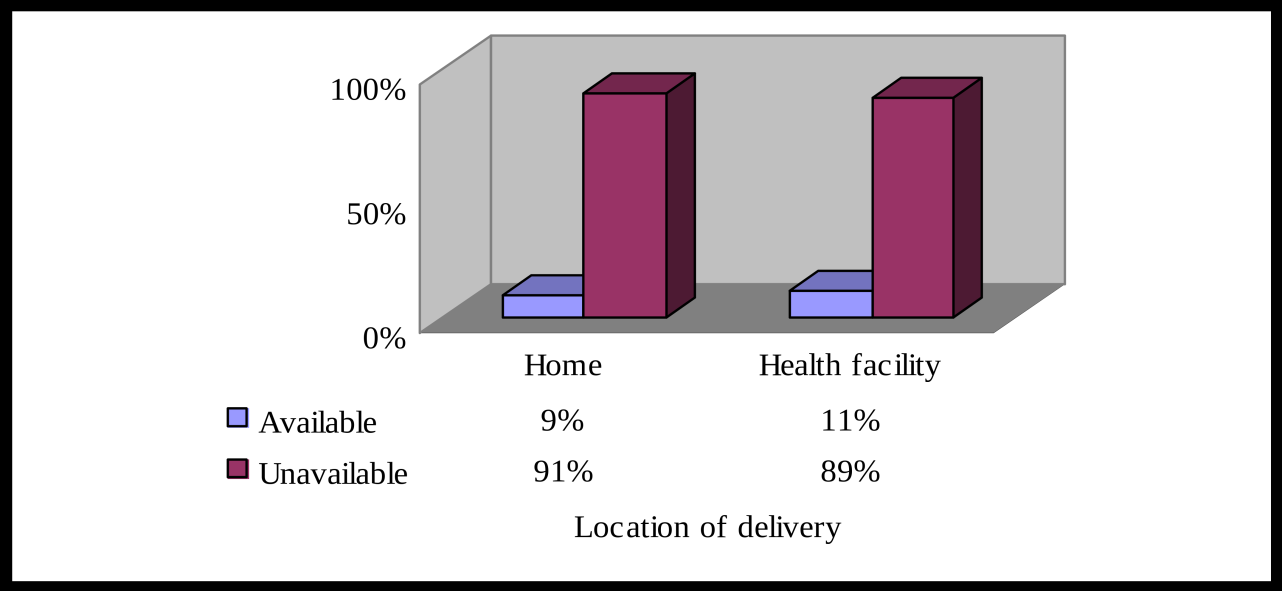 100%
50%
0%
Home Health facility
Available 9% 11%
Unavailable 91% 89%
Location of delivery